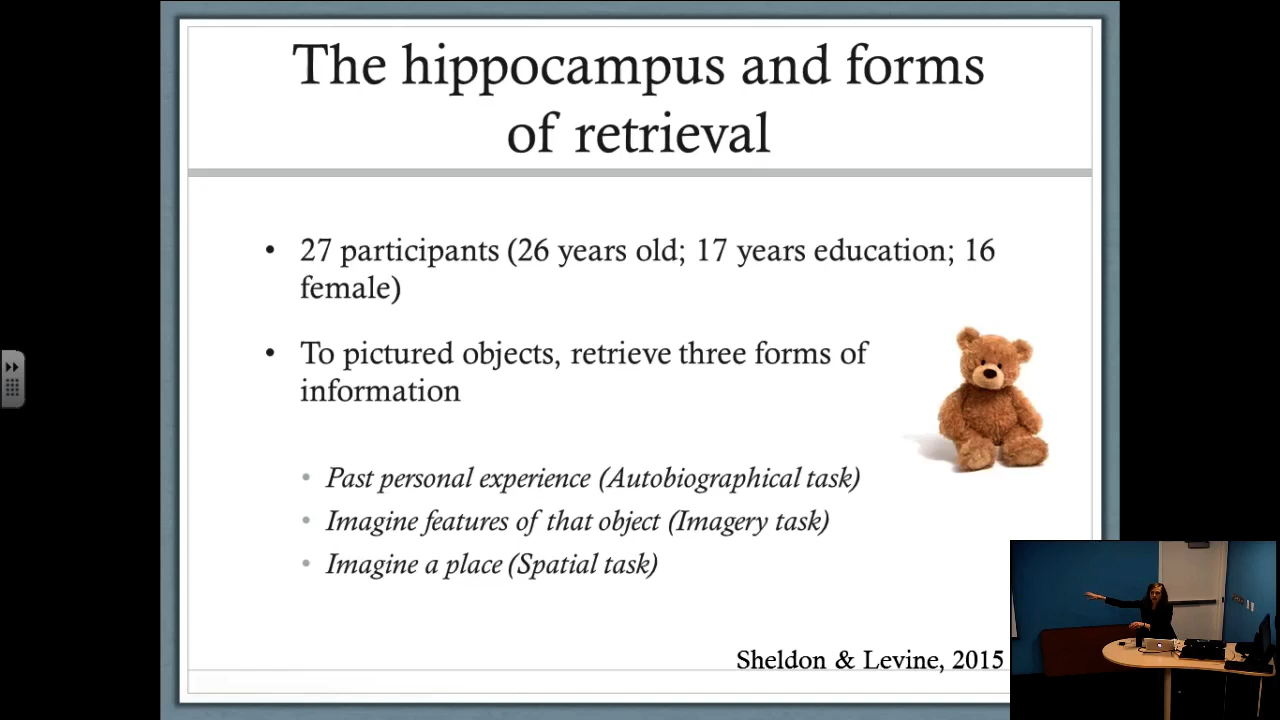 The hippocampus and forms
of retrieval
• 27 participants (26 years old; 17 years education; 16
female)
• To pictured objects, retrieve three forms of
information
• Past personal experience (Autobiographical task)
• Imagine features of that object (Imagery task)
• Imagine a place (Spatial task)
Sheldon & Levine, 2015